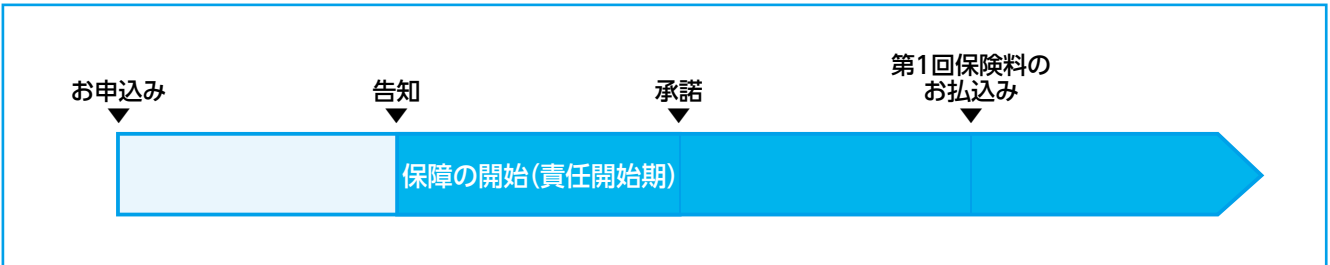 お申込み
告知
承諾
第1回保険料の
お払込み
保障の開始(責任開始期)